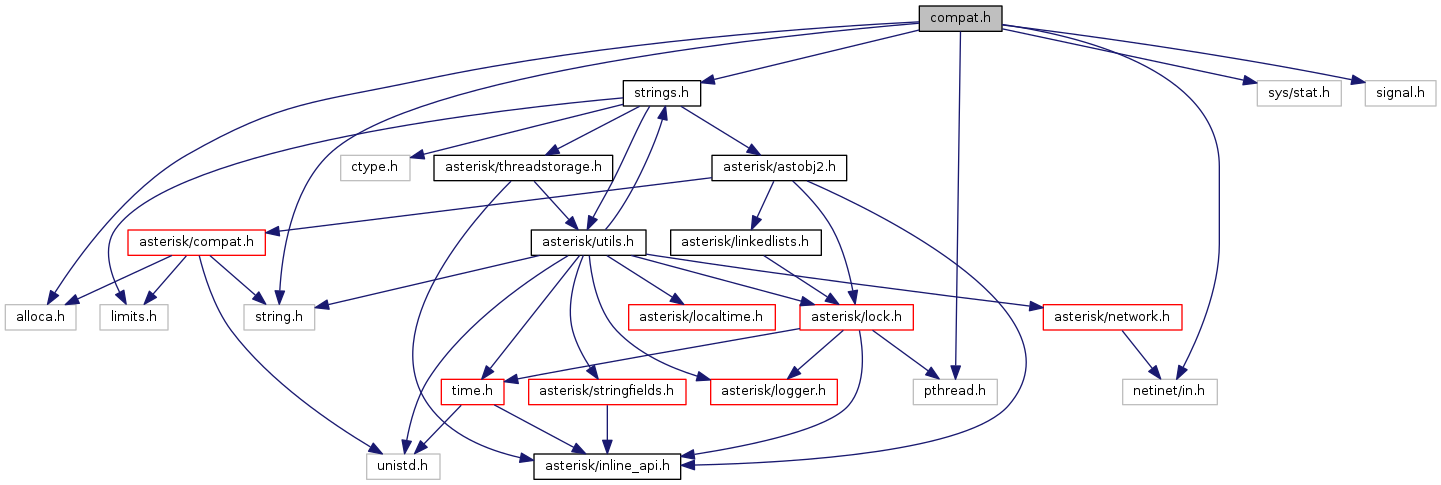 compat.h
strings.h
sys/stat.h
signal.h
ctype.h
asterisk/threadstorage.h
asterisk/astobj2.h
asterisk/compat.h
asterisk/utils.h
asterisk/linkedlists.h
alloca.h
limits.h
string.h
asterisk/localtime.h
asterisk/lock.h
asterisk/network.h
time.h
asterisk/stringfields.h
asterisk/logger.h
pthread.h
netinet/in.h
unistd.h
asterisk/inline_api.h